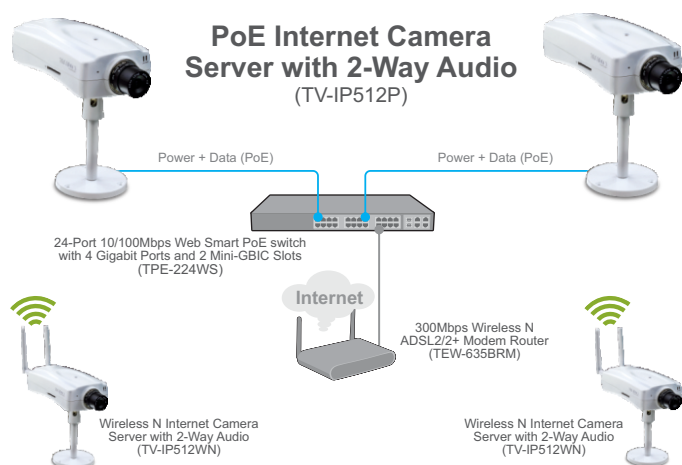 PoE Internet Camera
Server with 2-Way Audio
(TV-IP512P)
Power + Data (PoE)
Power + Data (PoE)
24-Port 10/100Mbps Web Smart PoE switch
with 4 Gigabit Ports and 2 Mini-GBIC Slots
(TPE-224WS)
Internet
300Mbps Wireless N
ADSL2/2+ Modem Router
(TEW-635BRM)
Wireless N Internet Camera
Server with 2-Way Audio
(TV-IP512WN)
Wireless N Internet Camera
Server with 2-Way Audio
(TV-IP512WN)